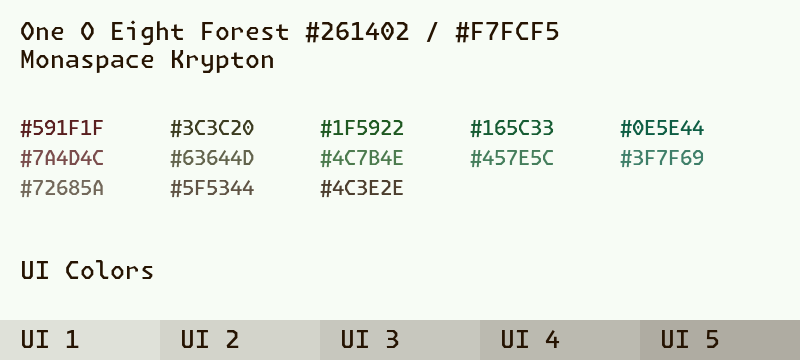 One O Eight Forest #261402 / #F7FCF5
Monaspace Krypton
#591F1F #3C3C20 #1F5922 #165C33 #0E5E44
#7A4D4C #63644D #4C7B4E #457E5C #3F7F69
#72685A #5F5344 #4C3E2E
UI Colors
UI 1 UI 2 UI 3 UI 4 UI 5